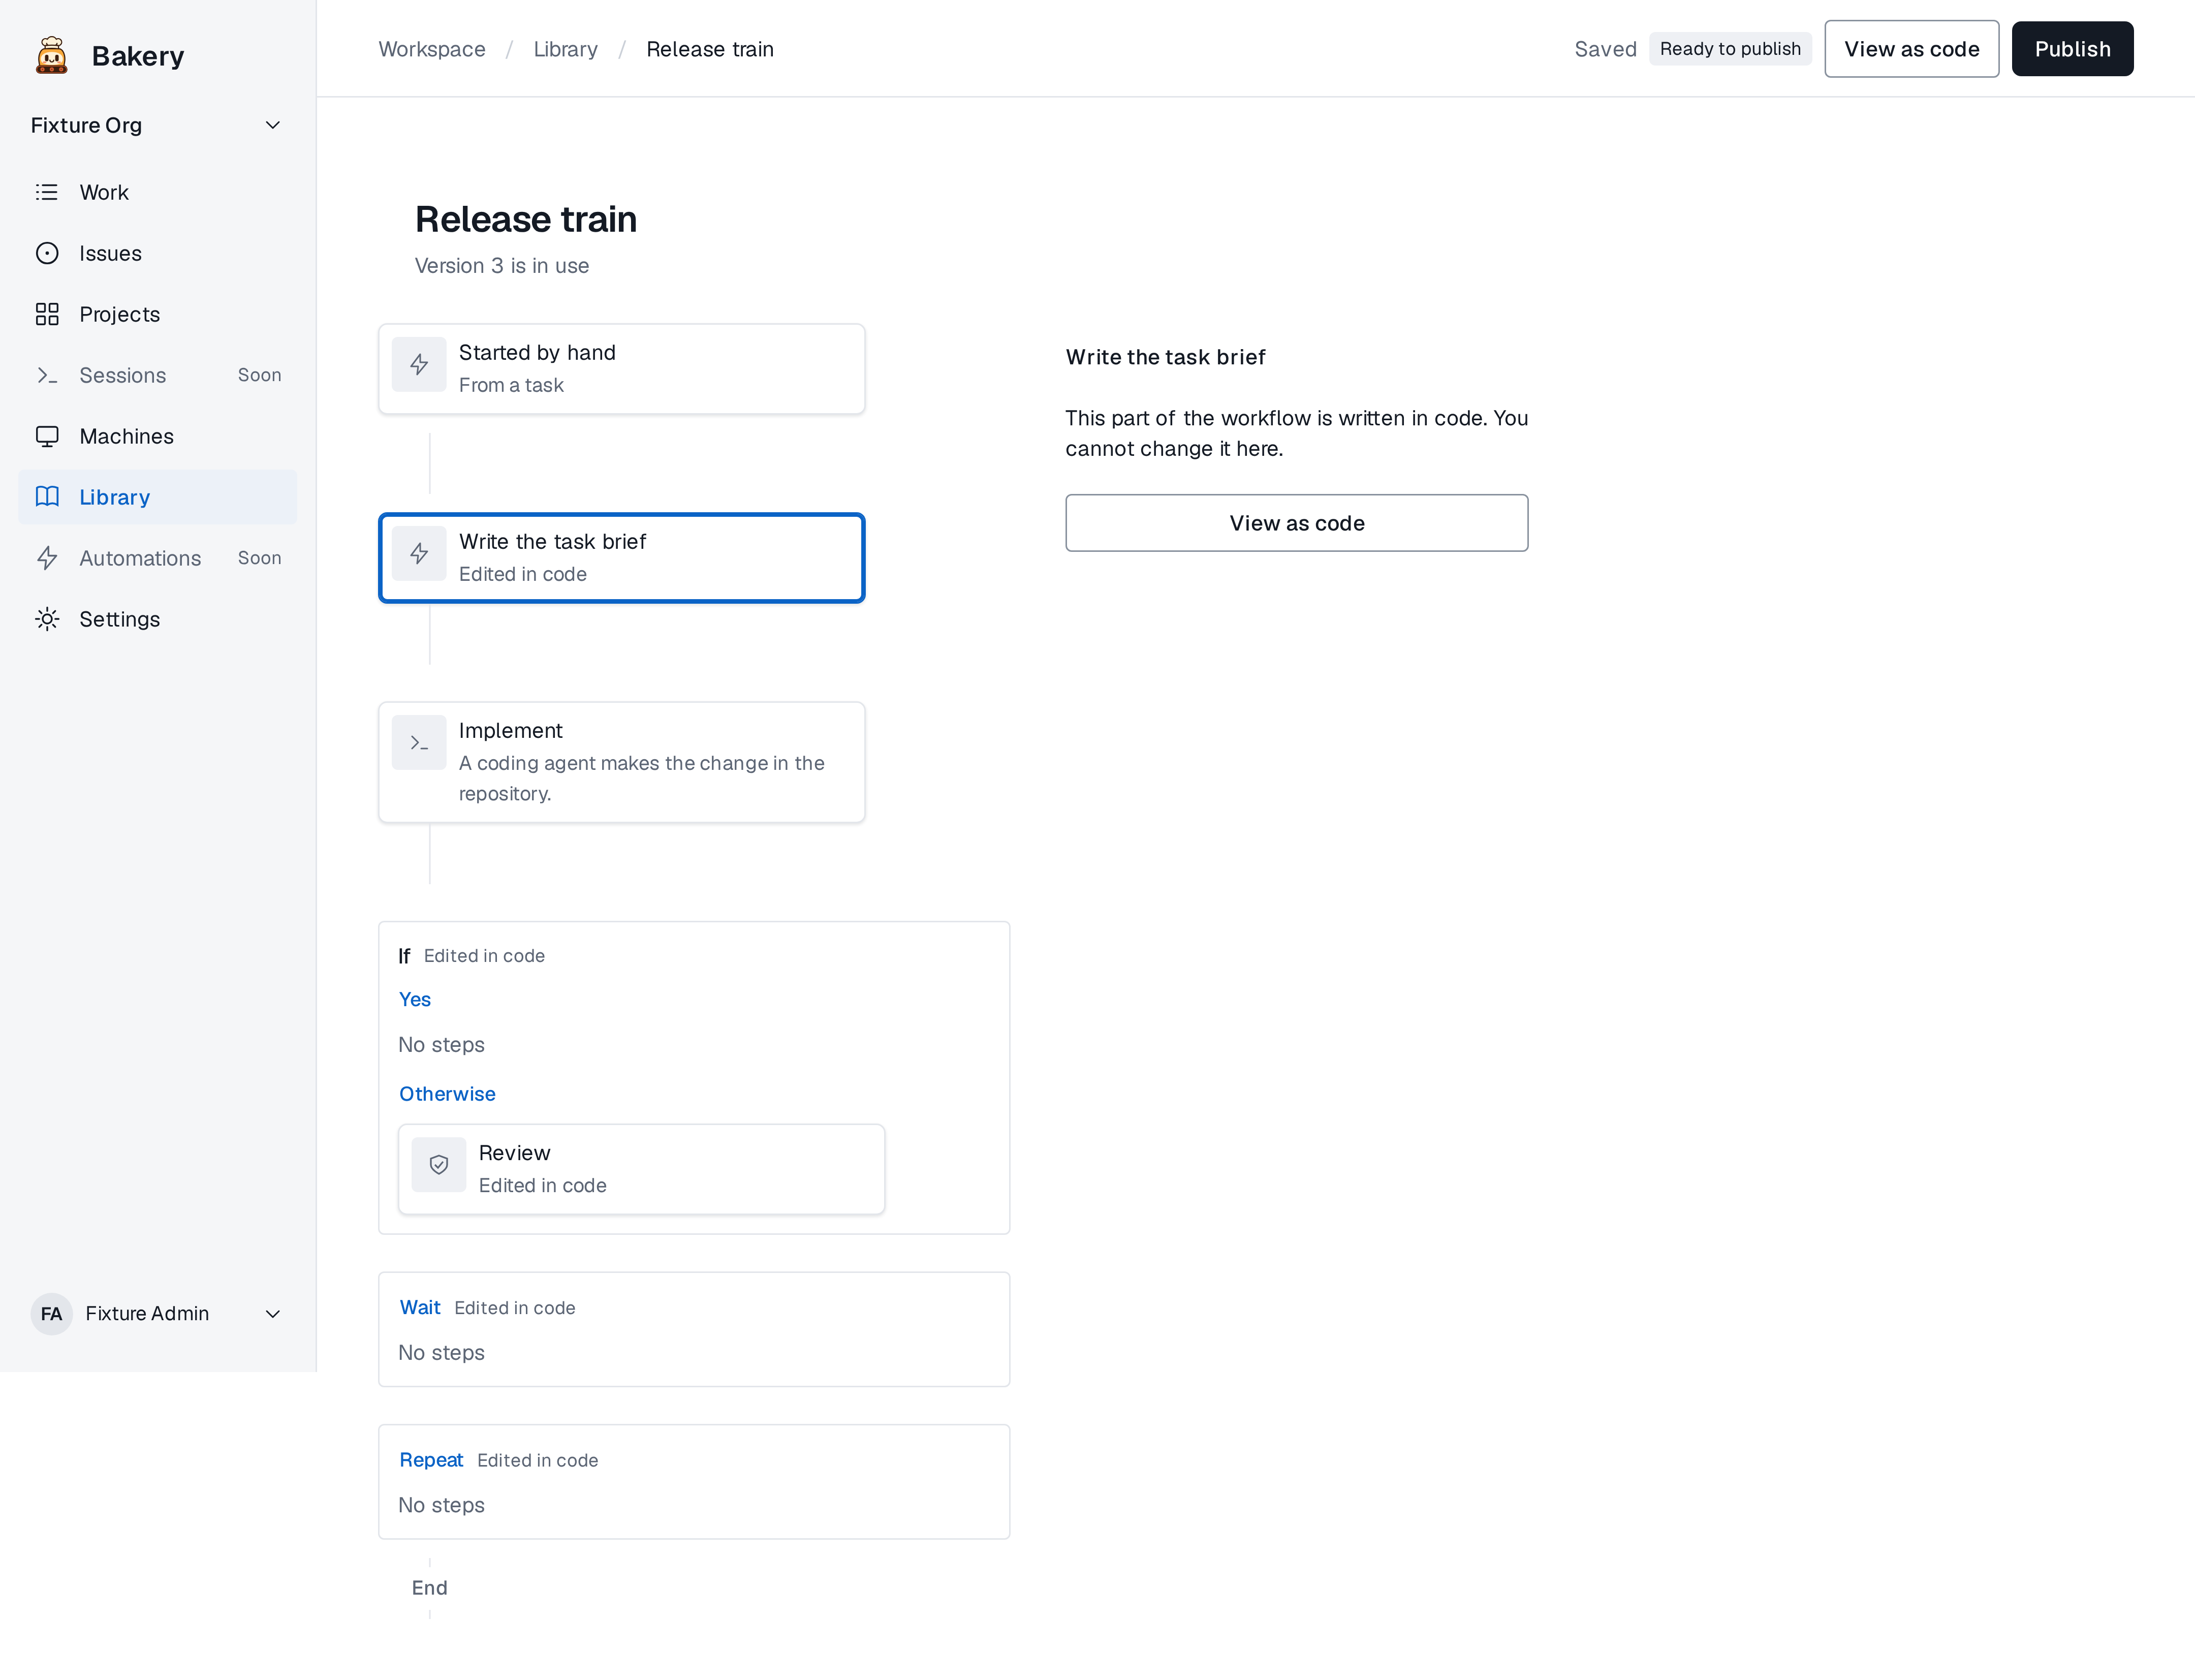 Bakery
Fixture Org
Work
Issues
Projects
Sessions Soon
Machines
Library
Automations Soon
Settings
FA Fixture Admin
Workspace / Library / Release train
Saved Ready to publish View as code Publish
Release train
Version 3 is in use
Started by hand
From a task
Write the task brief
Edited in code
Implement
A coding agent makes the change in the
repository.
If Edited in code
Yes
No steps
Otherwise
Review
Edited in code
Wait Edited in code
No steps
Repeat Edited in code
No steps
End
Write the task brief
This part of the workflow is written in code. You
cannot change it here.
View as code